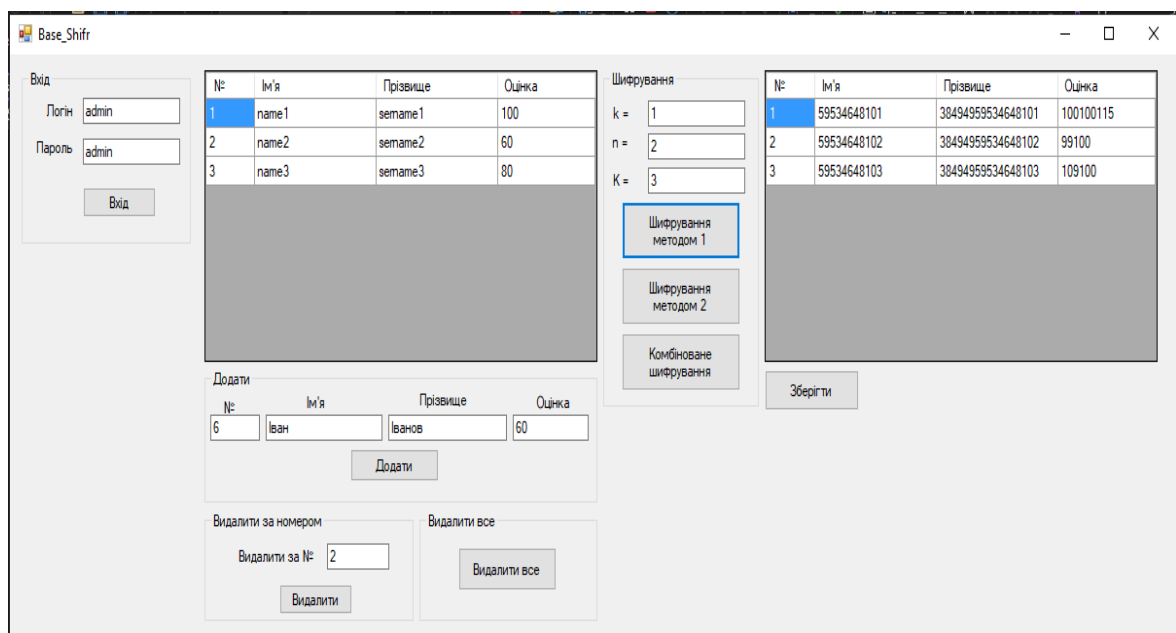 Base_Shifr
Вхід
Логін admin
Пароль admin
Вхід
№ Ім'я Прізвище Оцінка
1 name1 sername1 100
2 name2 sername2 60
3 name3 sername3 80
Додати
№ Ім'я Прізвище Оцінка
6 Іван Іванов 60
Додати
Видалити за номером
Видалити за № 2
Видалити
Видалити все
Видалити все
Шифрування
k = 1
n = 2
K = 3
Шифрування
методом 1
Шифрування
методом 2
Комбіноване
шифрування
№ Ім'я Прізвище Оцінка
1 59534648101 38494959534648101 100100115
2 59534648102 38494959534648102 99100
3 59534648103 38494959534648103 109100
Зберігти